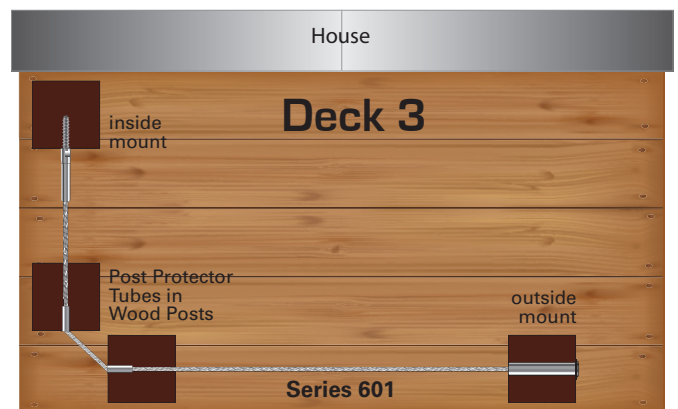 House
Deck 3
inside
mount
Post Protector
Tubes in
Wood Posts
outside
mount
Series 601